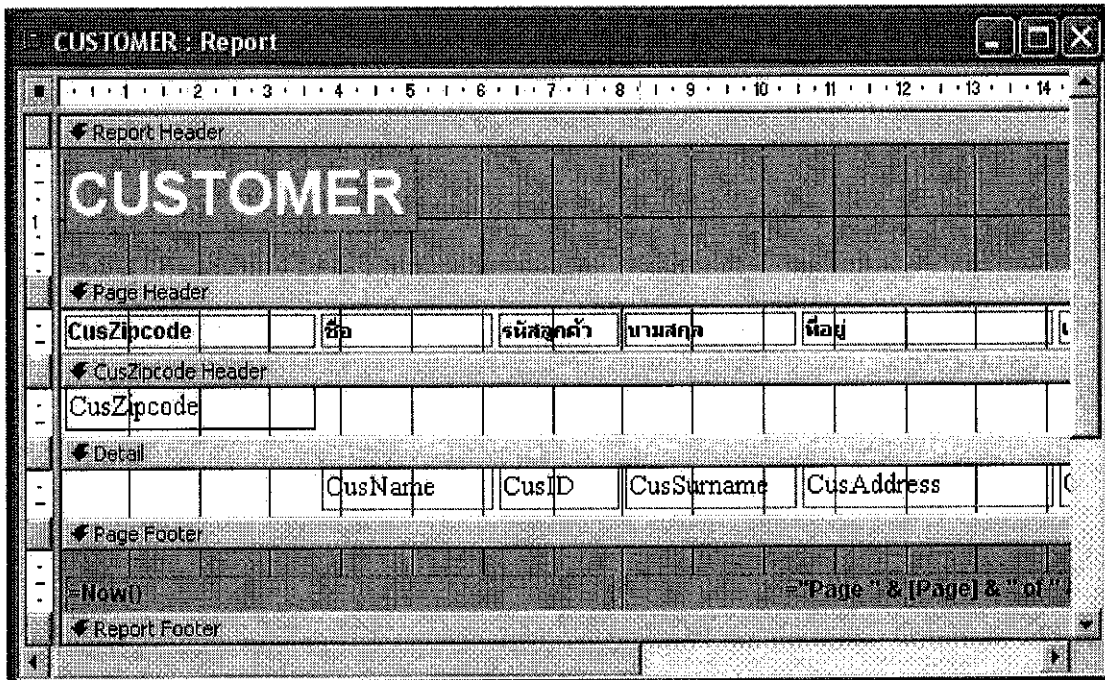 CUSTOMER : Report
1 2 3 4 5 6 7 8 9 10 11 12 13 14
Report Header
1
CUSTOMER
Page Header
CusZipcode ชื่อ รหัสลูกค้า นามสกุล ที่อยู่
CusZipcode Header
CusZipcode
Detail
CusName CusID CusSurname CusAddress
Page Footer
=Now() ="Page " & [Page] & " of "
Report Footer